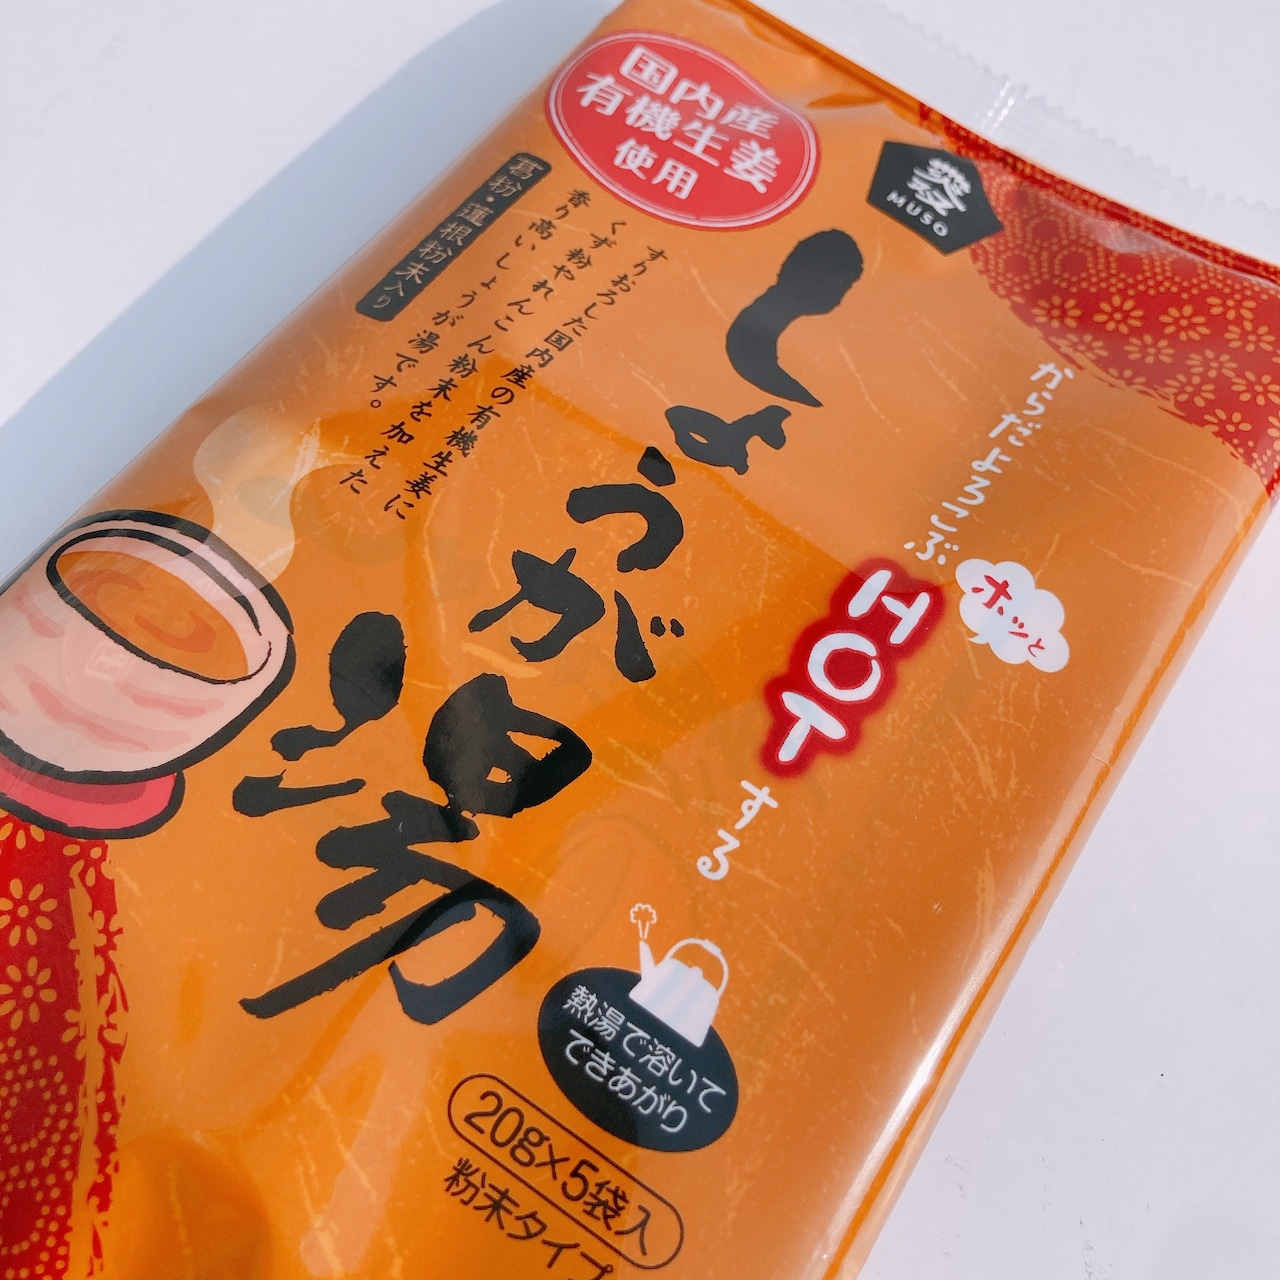 国内産
有機生姜
使用
MUSO
からだよろこぶ
ホッと
HOTする
しょうが湯
すりおろした国内産の有機生姜に
くず粉やれんこん粉末を加えた
香り高いしょうが湯です。
葛粉・蓮根粉末入り
熱湯で溶いて
できあがり
20g×5袋入
粉末タイプ